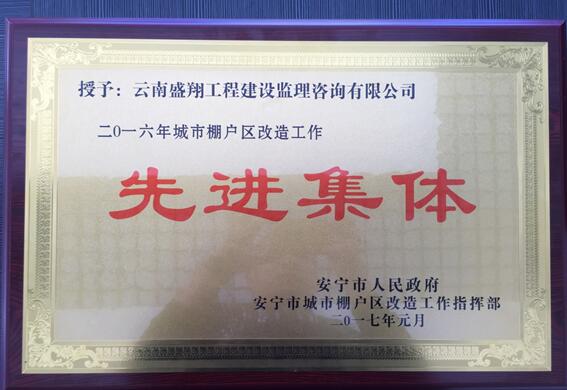 授予：云南盛翔工程建设监理咨询有限公司
二0一六年城市棚户区改造工作
先进集体
安宁市人民政府
安宁市城市棚户区改造工作指挥部
二0一七年元月